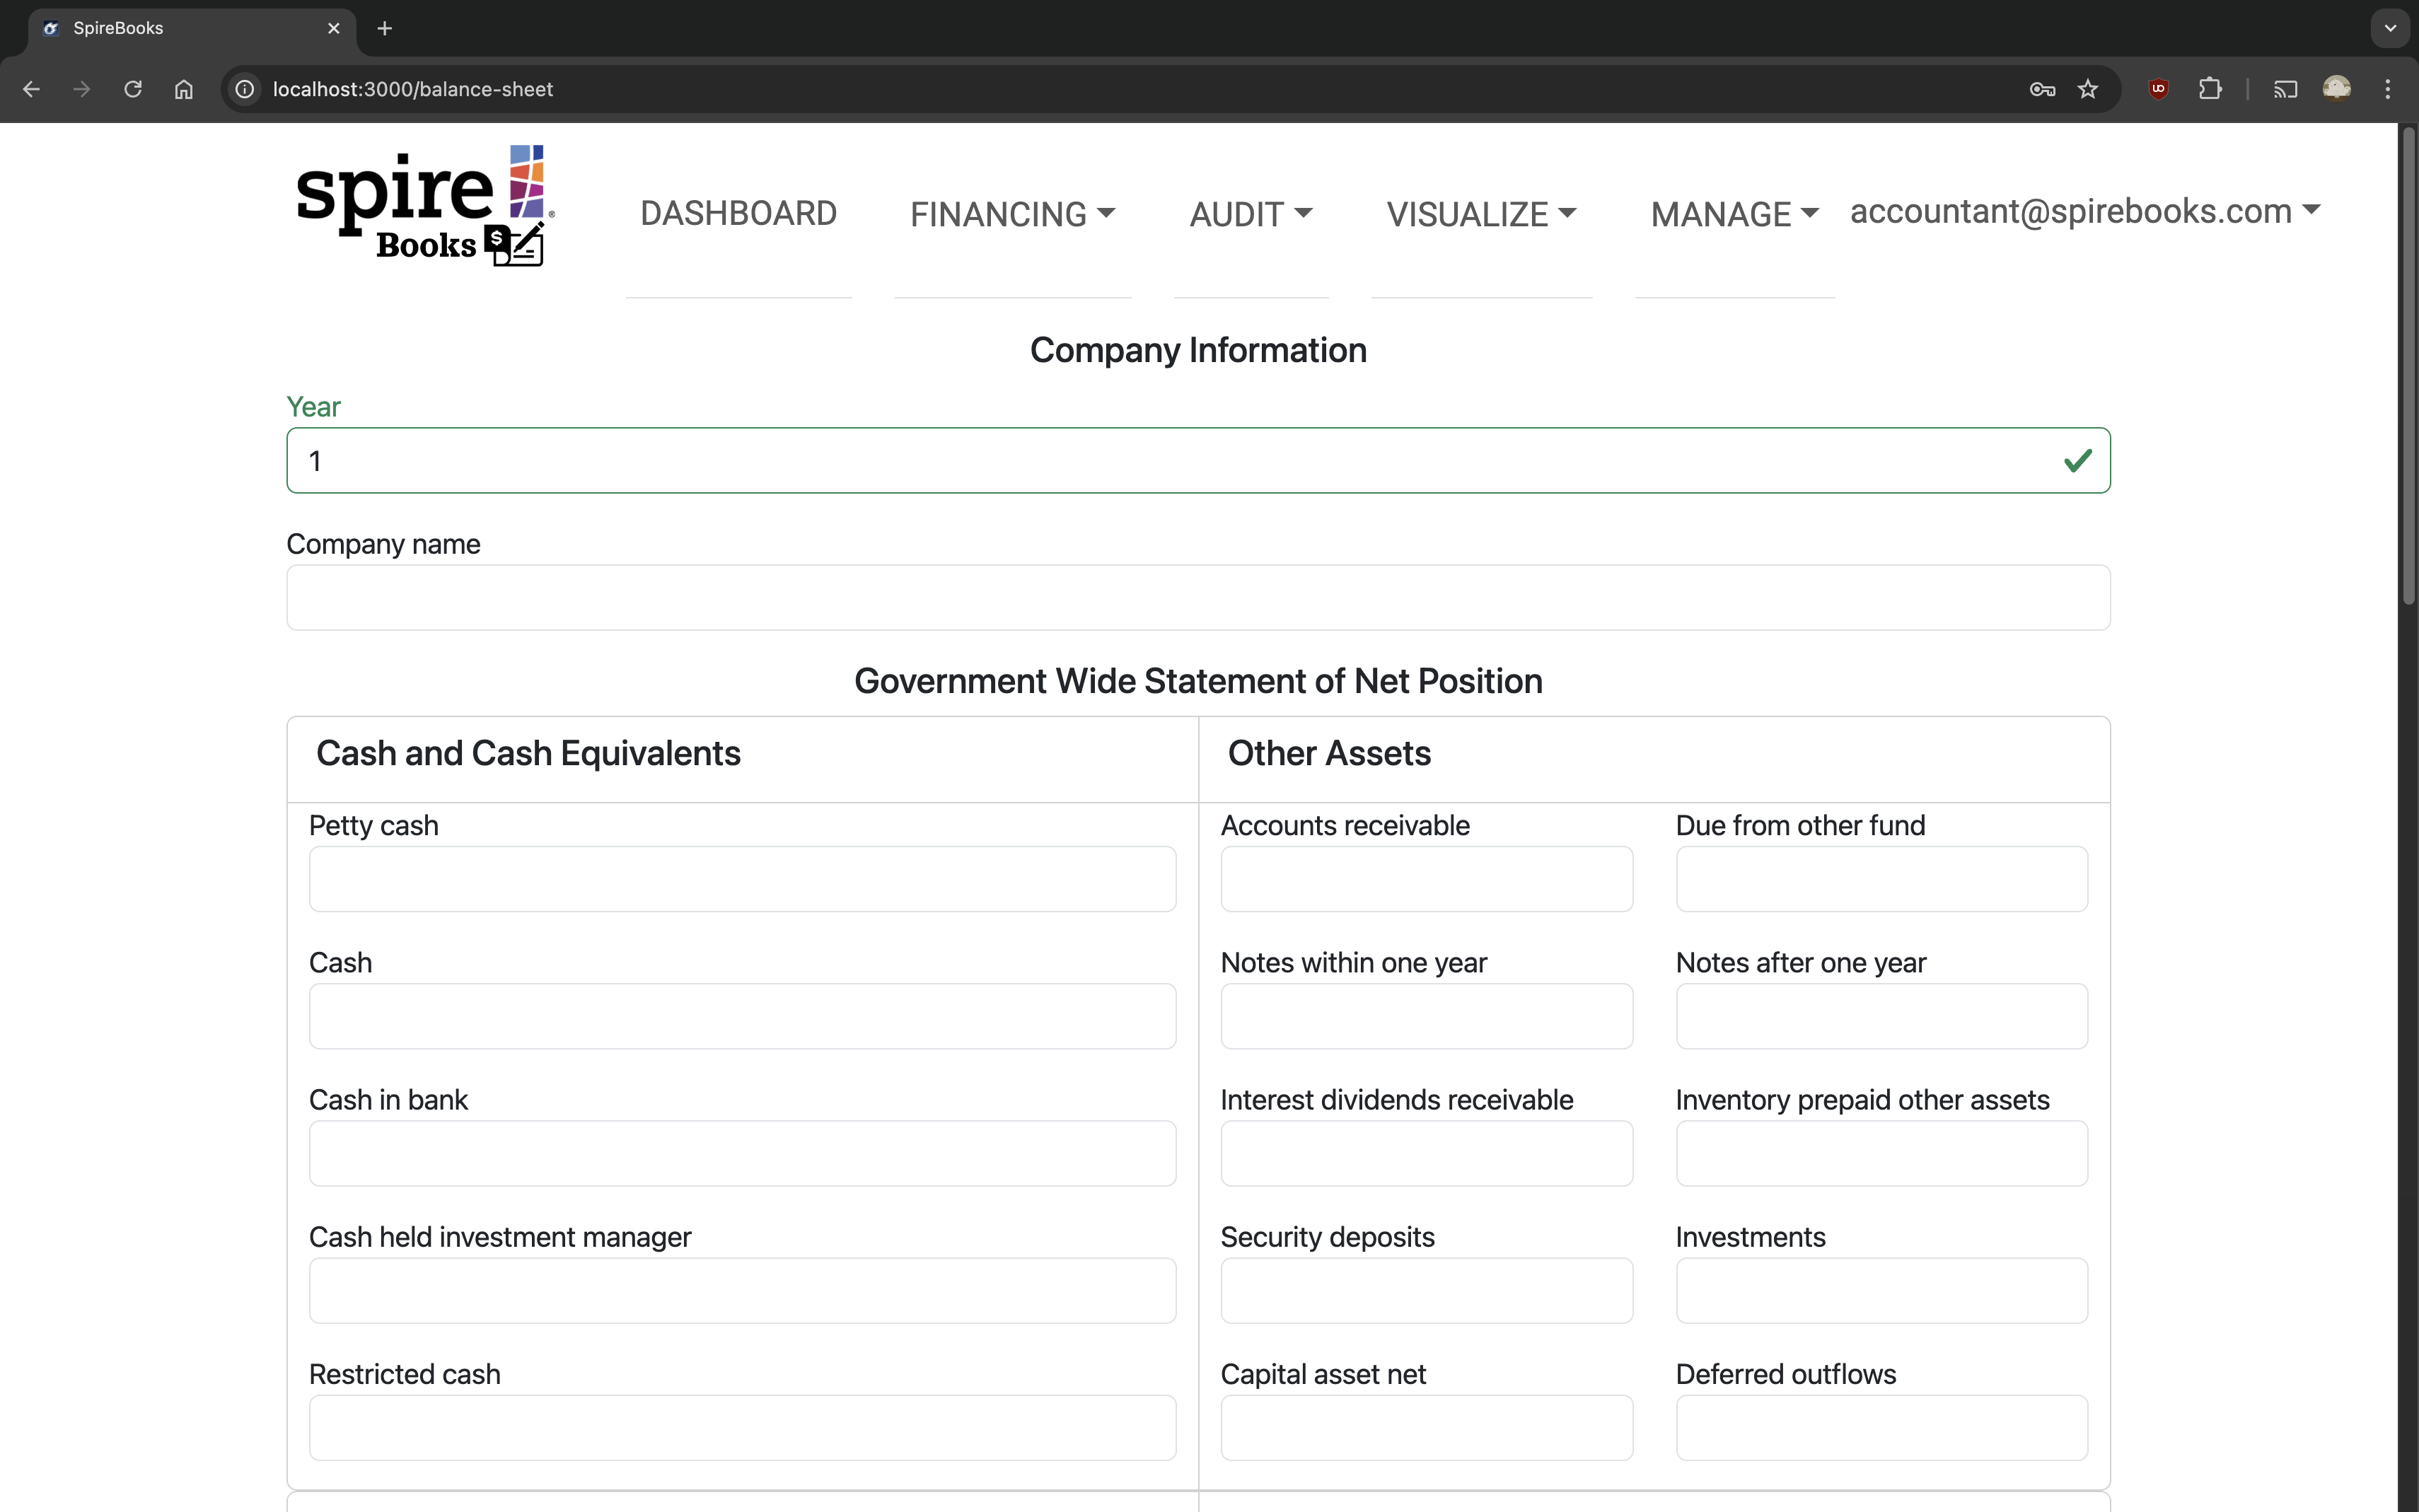 SpireBooks
localhost:3000/balance-sheet
spire
Books
DASHBOARD FINANCING AUDIT VISUALIZE MANAGE accountant@spirebooks.com
Company Information
Year
1
Company name
Government Wide Statement of Net Position
Cash and Cash Equivalents
Other Assets
Petty cash
Accounts receivable
Due from other fund
Cash
Notes within one year
Notes after one year
Cash in bank
Interest dividends receivable
Inventory prepaid other assets
Cash held investment manager
Security deposits
Investments
Restricted cash
Capital asset net
Deferred outflows